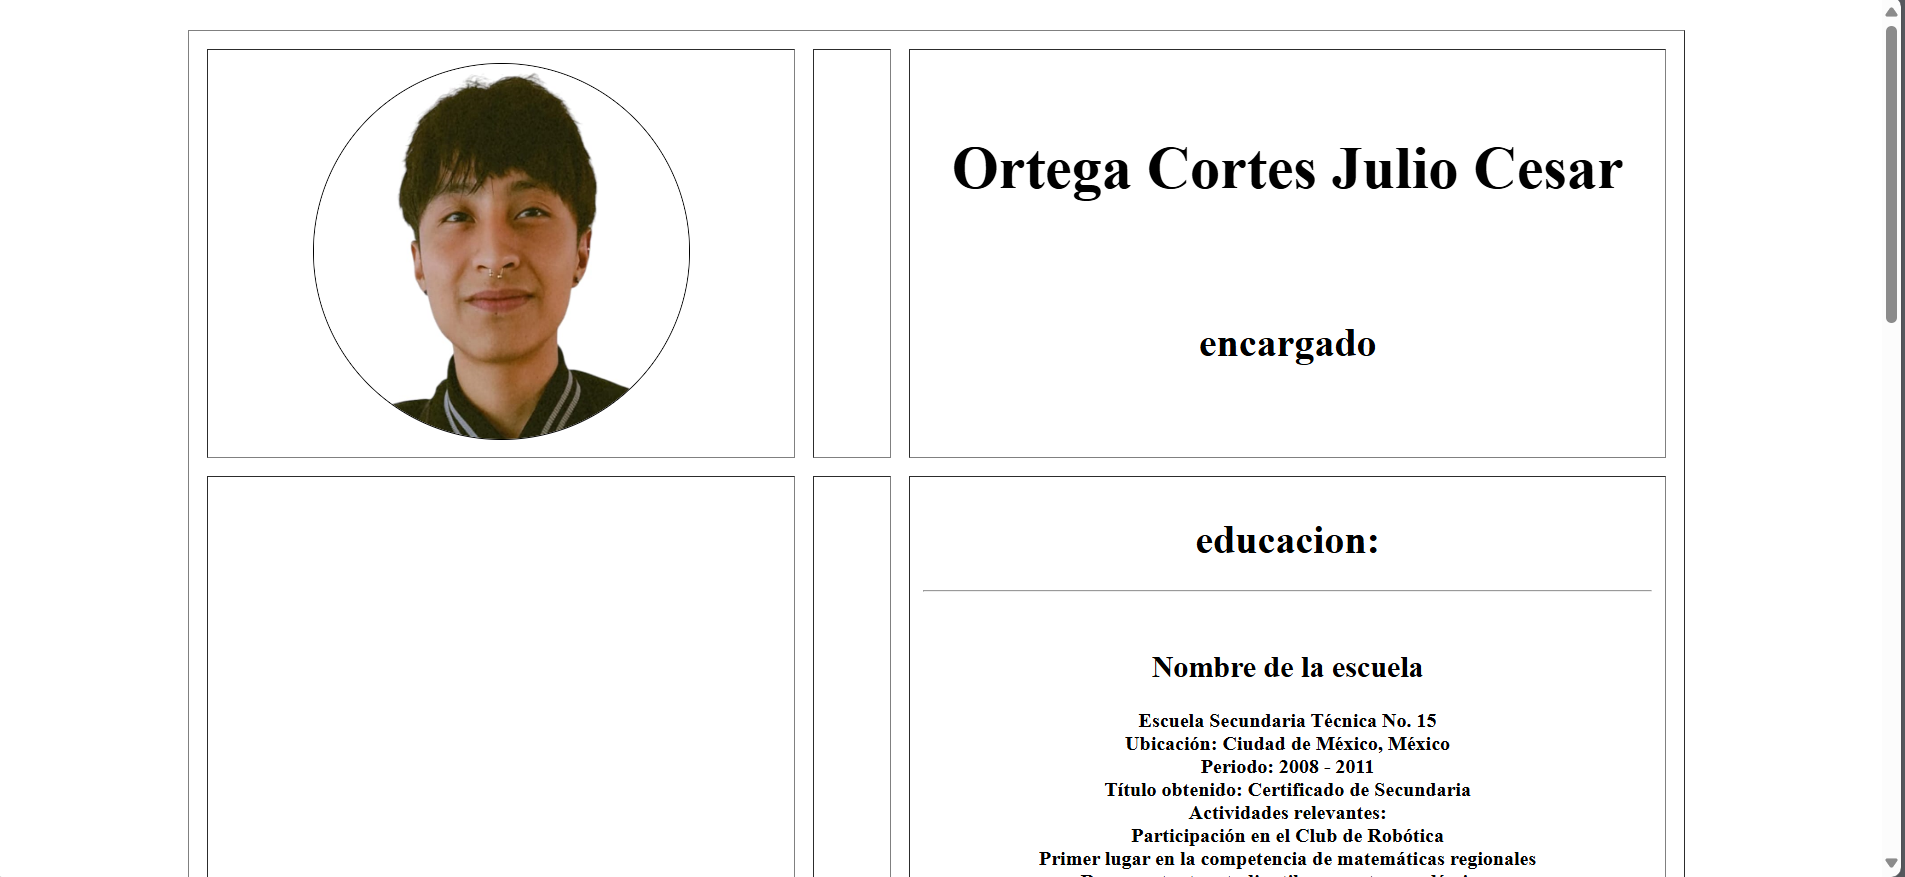 Ortega Cortes Julio Cesar
encargado
educacion:
Nombre de la escuela
Escuela Secundaria Técnica No. 15
Ubicación: Ciudad de México, México
Periodo: 2008 - 2011
Título obtenido: Certificado de Secundaria
Actividades relevantes:
Participación en el Club de Robótica
Primer lugar en la competencia de matemáticas regionales